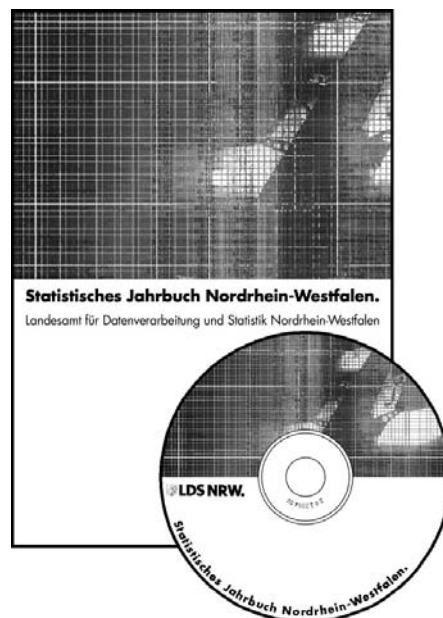 Statistisches Jahrbuch Nordrhein-Westfalen.
Landesamt für Datenverarbeitung und Statistik Nordrhein-Westfalen
LDS NRW.
Statistisches Jahrbuch Nordrhein-Westfalen.